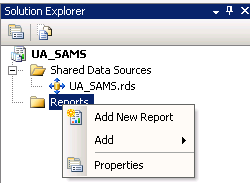 Solution Explorer
UA_SAMS
Shared Data Sources
UA_SAMS.rds
Reports
Add New Report
Add
Properties